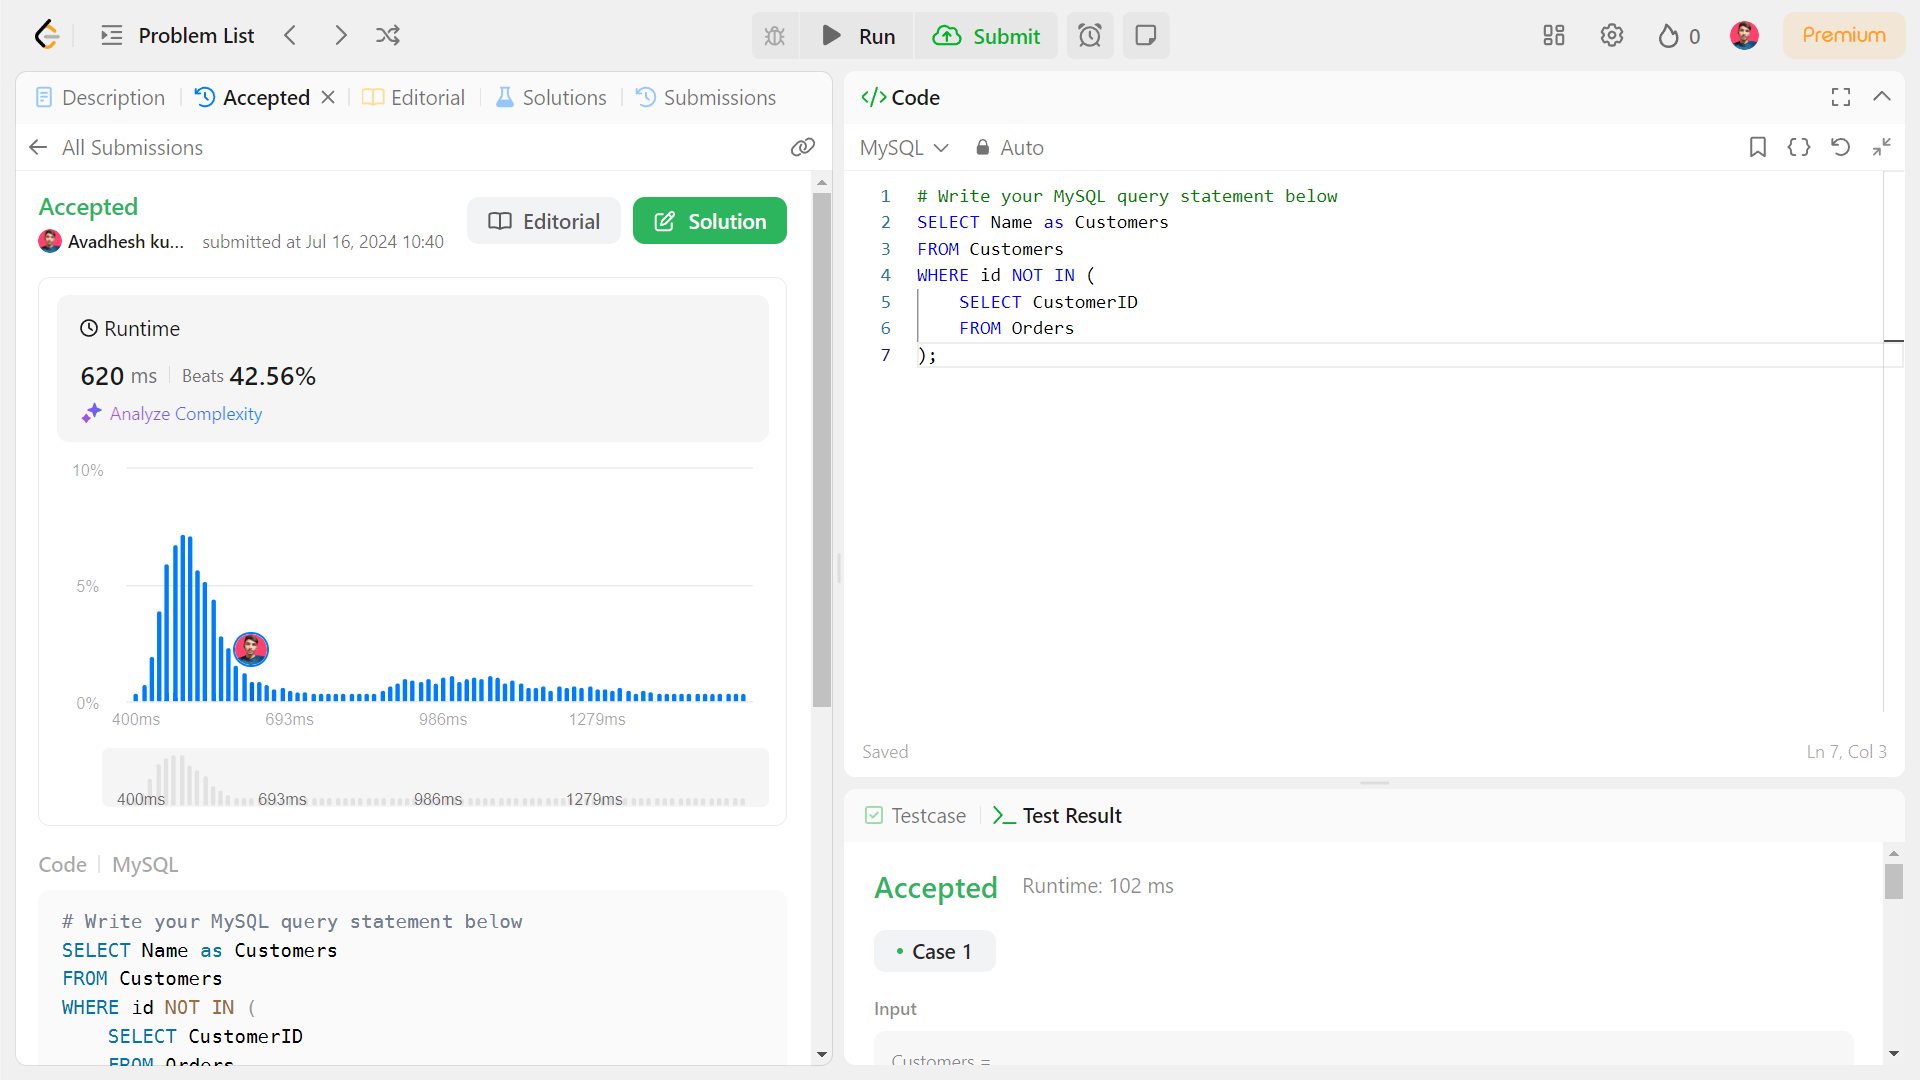 Problem List
Run
Submit
0
Premium
Description
Accepted
Editorial
Solutions
Submissions
All Submissions
Accepted
Avadhesh ku...
submitted at Jul 16, 2024 10:40
Editorial
Solution
Runtime
620 ms
Beats 42.56%
Analyze Complexity
10%
5%
0%
400ms
693ms
986ms
1279ms
400ms
693ms
986ms
1279ms
Code
MySQL
# Write your MySQL query statement below
SELECT Name as Customers
FROM Customers
WHERE id NOT IN (
SELECT CustomerID
FROM Orders
</> Code
MySQL
Auto
1 # Write your MySQL query statement below
2 SELECT Name as Customers
3 FROM Customers
4 WHERE id NOT IN (
5 SELECT CustomerID
6 FROM Orders
7 );
Saved
Ln 7, Col 3
Testcase
Test Result
Accepted
Runtime: 102 ms
Case 1
Input
Customers =